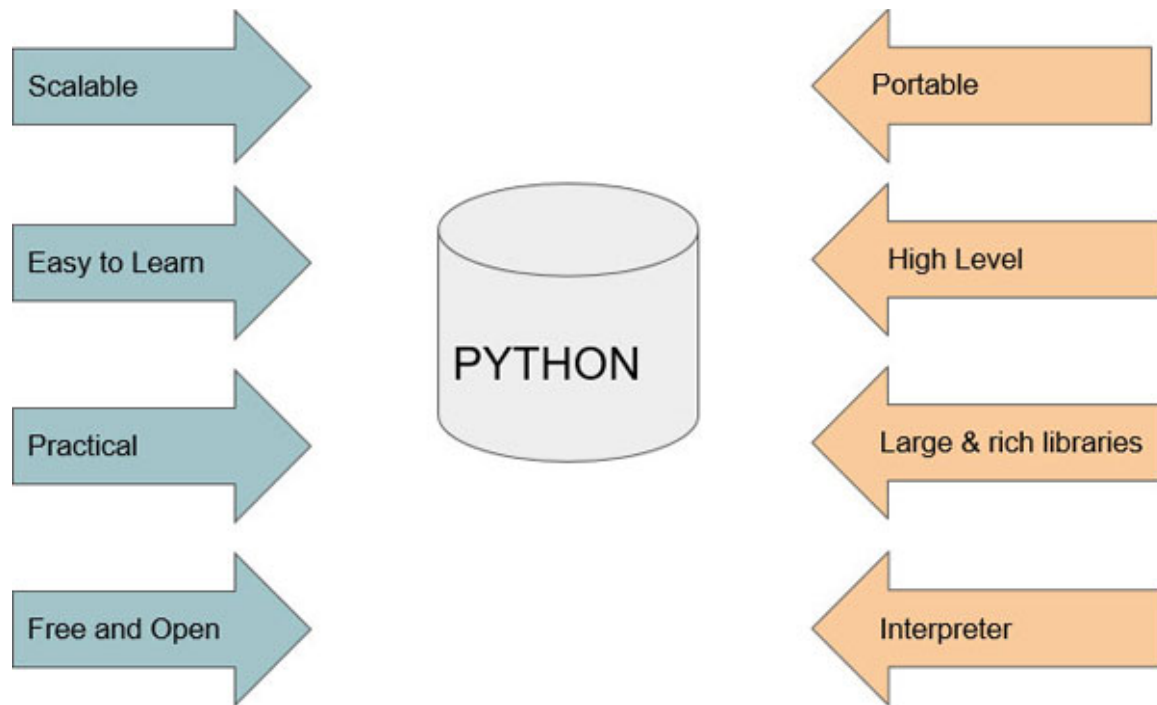 Scalable
Portable
Easy to Learn
High Level
PYTHON
Practical
Large & rich libraries
Free and Open
Interpreter